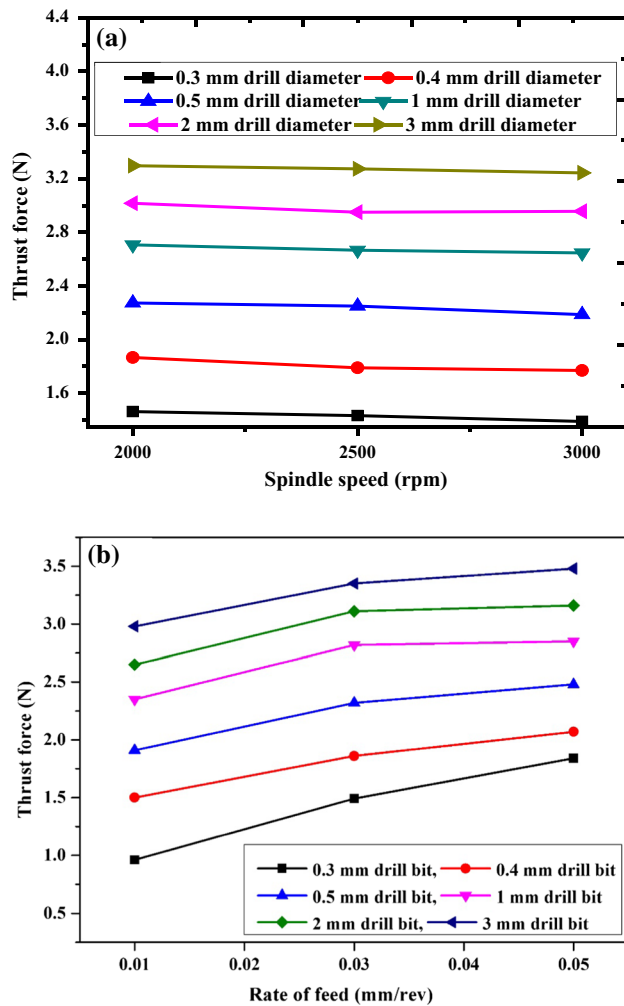 (a)
4.4
4.0
3.6
3.2
2.8
2.4
2.0
1.6
Thrust force (N)
0.3 mm drill diameter 0.4 mm drill diameter
0.5 mm drill diameter 1 mm drill diameter
2 mm drill diameter 3 mm drill diameter
2000 2500 3000
Spindle speed (rpm)
(b)
3.5
3.0
2.5
2.0
1.5
1.0
0.5
Thrust force (N)
0.3 mm drill bit, 0.4 mm drill bit
0.5 mm drill bit, 1 mm drill bit
2 mm drill bit, 3 mm drill bit
0.01 0.02 0.03 0.04 0.05
Rate of feed (mm/rev)